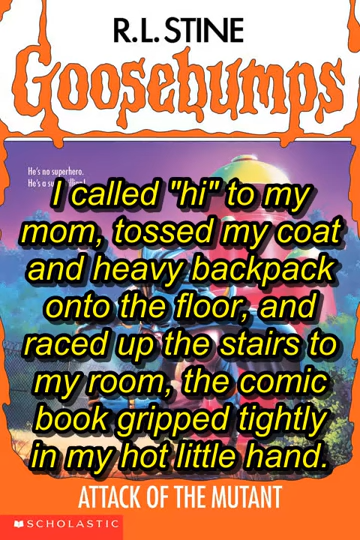 R.L. STINE
Goosebumps
He's no superhero.
He's a
I called "hi" to my
mom, tossed my coat
and heavy backpack
onto the floor, and
raced up the stairs to
my room, the comic
book gripped tightly
in my hot little hand.
ATTACK OF THE MUTANT
SCHOLASTIC